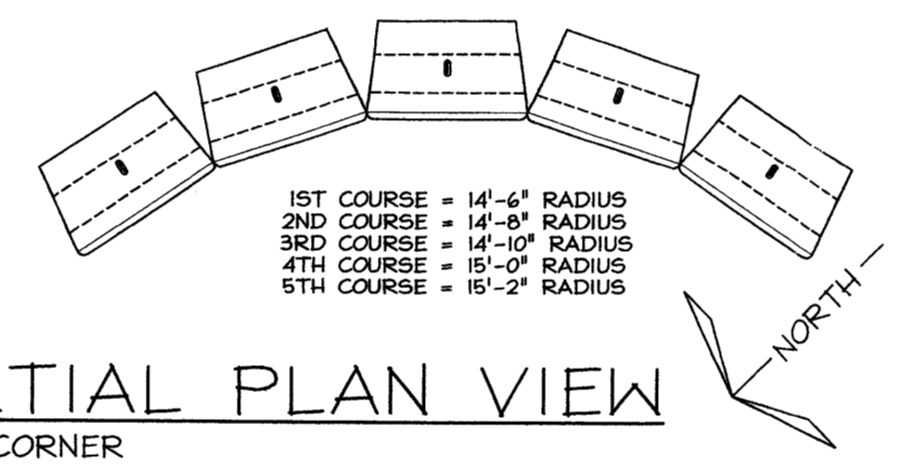 1ST COURSE = 14'-6" RADIUS
2ND COURSE = 14'-8" RADIUS
3RD COURSE = 14'-10" RADIUS
4TH COURSE = 15'-0" RADIUS
5TH COURSE = 15'-2" RADIUS
NORTH
TIAL PLAN VIEW
CORNER